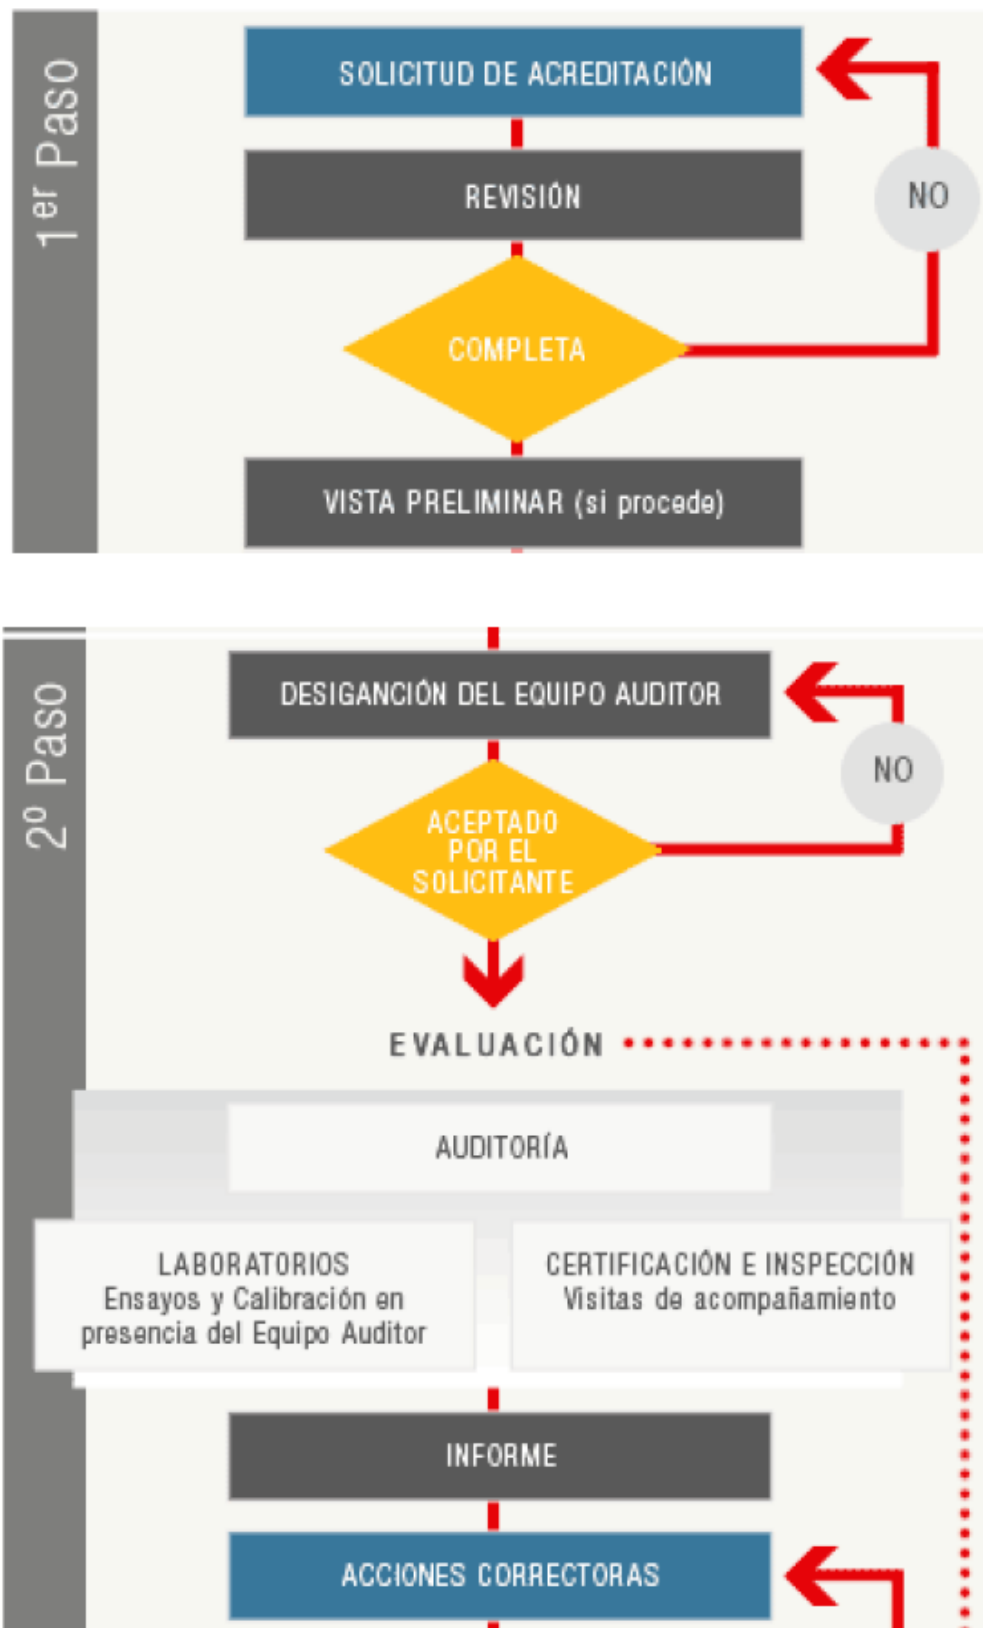 1er Paso
SOLICITUD DE ACREDITACIÓN
REVISIÓN
NO
COMPLETA
VISTA PRELIMINAR (si procede)
2º Paso
DESIGANCIÓN DEL EQUIPO AUDITOR
NO
ACEPTADO
POR EL
SOLICITANTE
EVALUACIÓN
AUDITORÍA
LABORATORIOS
Ensayos y Calibración en
presencia del Equipo Auditor
CERTIFICACIÓN E INSPECCIÓN
Visitas de acompañamiento
INFORME
ACCIONES CORRECTORAS